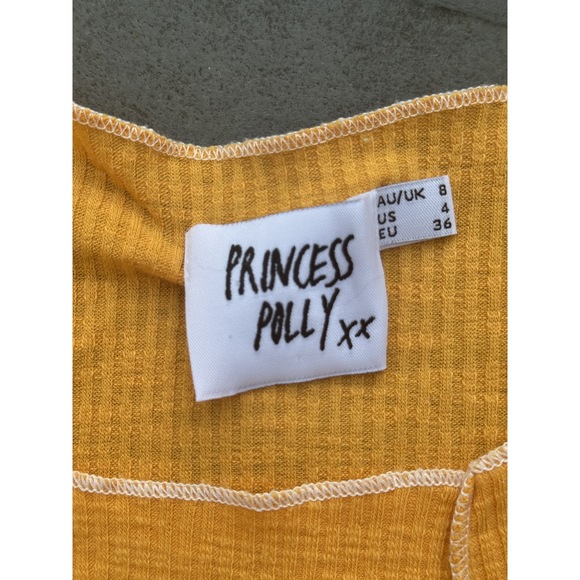 PRINCESS
POLLY xx
AU/UK 8
US 4
EU 36